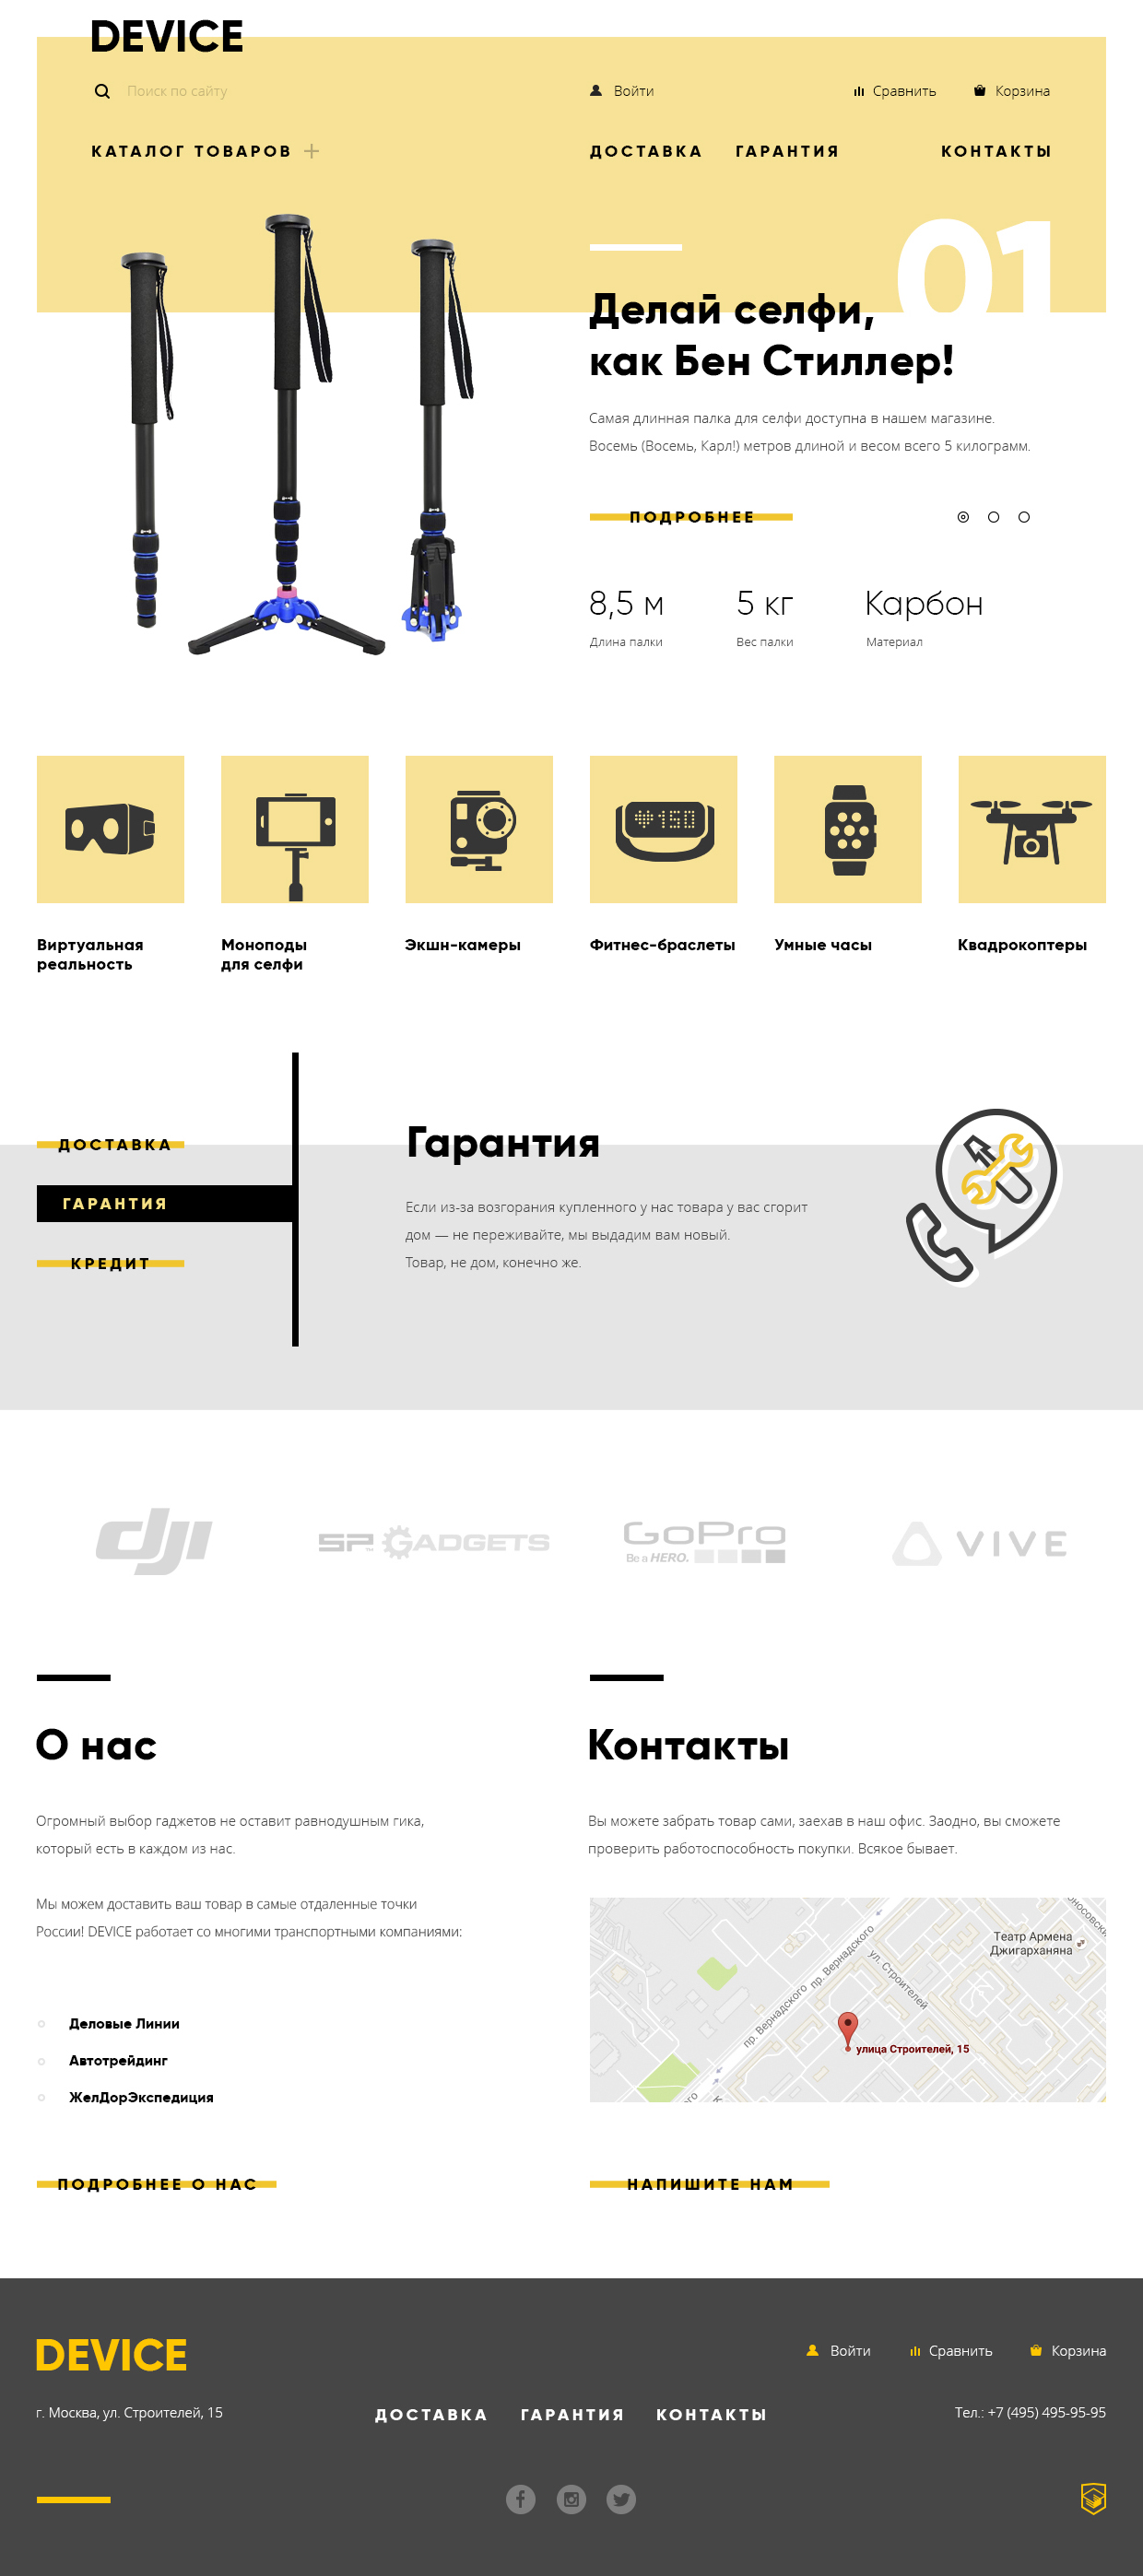 DEVICE
Поиск по сайту
Войти
Сравнить
Корзина
КАТАЛОГ ТОВАРОВ
ДОСТАВКА
ГАРАНТИЯ
КОНТАКТЫ
01
Делай селфи,
как Бен Стиллер!
Самая длинная палка для селфи доступна в нашем магазине.
Восемь (Восемь, Карл!) метров длиной и весом всего 5 килограмм.
ПОДРОБНЕЕ
8,5 м
5 кг
Карбон
Длина палки
Вес палки
Материал
150
Виртуальная
реальность
Моноподы
для селфи
Экшн-камеры
Фитнес-браслеты
Умные часы
Квадрокоптеры
ДОСТАВКА
ГАРАНТИЯ
КРЕДИТ
Гарантия
Если из-за возгорания купленного у нас товара у вас сгорит
дом — не переживайте, мы выдадим вам новый.
Товар, не дом, конечно же.
dji
SP GADGETS
GoPro
Be a HERO.
VIVE
О нас
Огромный выбор гаджетов не оставит равнодушным гика,
который есть в каждом из нас.
Мы можем доставить ваш товар в самые отдаленные точки
России! DEVICE работает со многими транспортными компаниями:
Деловые Линии
Автотрейдинг
ЖелДорЭкспедиция
ПОДРОБНЕЕ О НАС
Контакты
Вы можете забрать товар сами, заехав в наш офис. Заодно, вы сможете
проверить работоспособность покупки. Всякое бывает.
Театр Армена
Джигарханяна
пр. Вернадского
ул. Строителей
пр. Вернадского
улица Строителей, 15
НАПИШИТЕ НАМ
DEVICE
Войти
Сравнить
Корзина
г. Москва, ул. Строителей, 15
ДОСТАВКА
ГАРАНТИЯ
КОНТАКТЫ
Тел.: +7 (495) 495-95-95